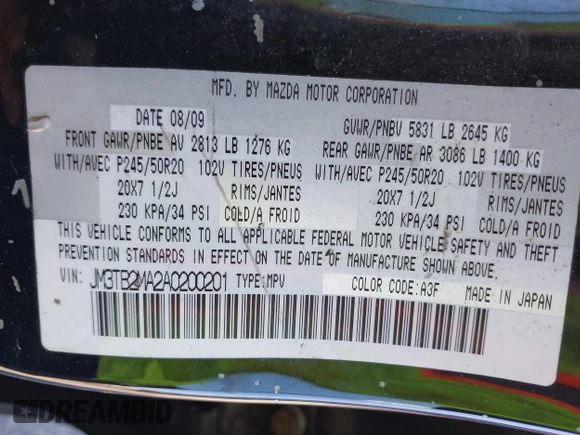 MFD. BY MAZDA MOTOR CORPORATION
DATE 08/09 GVWR/PNBV 5831 LB 2645 KG
FRONT GAWR/PNBE AV 2813 LB 1276 KG REAR GAWR/PNBE AR 3086 LB 1400 KG
WITH/AVEC P245/50R20 102V TIRES/PNEUS WITH/AVEC P245/50R20 102V TIRES/PNEUS
20X7 1/2J RIMS/JANTES 20X7 1/2J RIMS/JANTES
230 KPA/34 PSI COLD/A FROID 230 KPA/34 PSI COLD/A FROID
THIS VEHICLE CONFORMS TO ALL APPLICABLE FEDERAL MOTOR VEHICLE SAFETY AND THEFT
PREVENTION STANDARDS IN EFFECT ON THE DATE OF MANUFACTURE SHOWN ABOVE.
VIN: JM3TB2MA2A0200201 TYPE:MPV COLOR CODE:A3F MADE IN JAPAN
DREAMBID